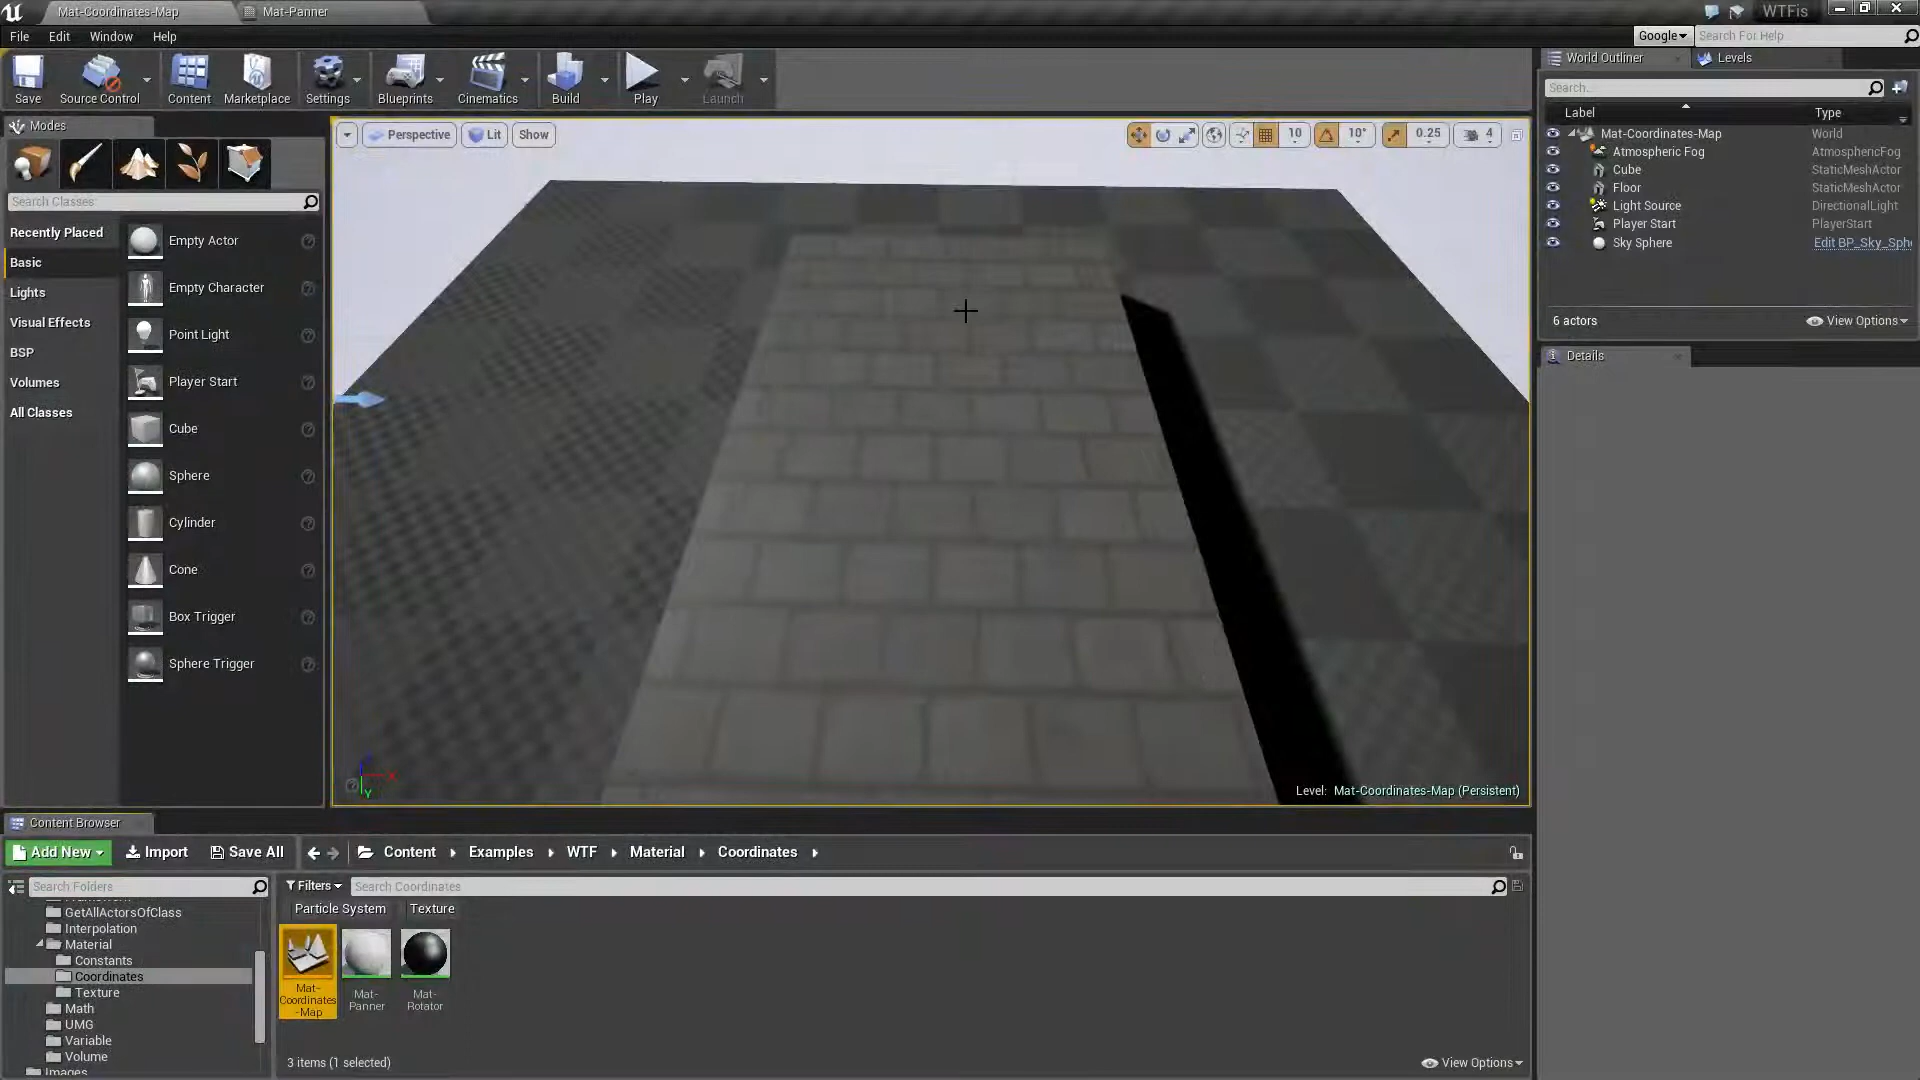 Mat-Coordinates-Map
Mat-Panner
WTFis
File Edit Window Help
Google
Search For Help
Save
Source Control
Content
Marketplace
Settings
Blueprints
Cinematics
Build
Play
Launch
World Outliner
Levels
Search...
Label
Type
Mat-Coordinates-Map World
Atmospheric Fog AtmosphericFog
Cube StaticMeshActor
Floor StaticMeshActor
Light Source DirectionalLight
Player Start PlayerStart
Sky Sphere Edit BP_Sky_Sph
6 actors
View Options
Details
Modes
Search Classes
Recently Placed
Basic
Lights
Visual Effects
BSP
Volumes
All Classes
Empty Actor
Empty Character
Point Light
Player Start
Cube
Sphere
Cylinder
Cone
Box Trigger
Sphere Trigger
Perspective
Lit
Show
10
10°
0.25
4
X
Y
Level: Mat-Coordinates-Map (Persistent)
Content Browser
Add New
Import
Save All
Content
Examples
WTF
Material
Coordinates
Search Folders
Filters
Search Coordinates
Particle System
Texture
GetAllActorsOfClass
Interpolation
Material
Constants
Coordinates
Texture
Math
UMG
Variable
Volume
Images
Mat-
Coordinates
-Map
Mat-
Panner
Mat-
Rotator
3 items (1 selected)
View Options